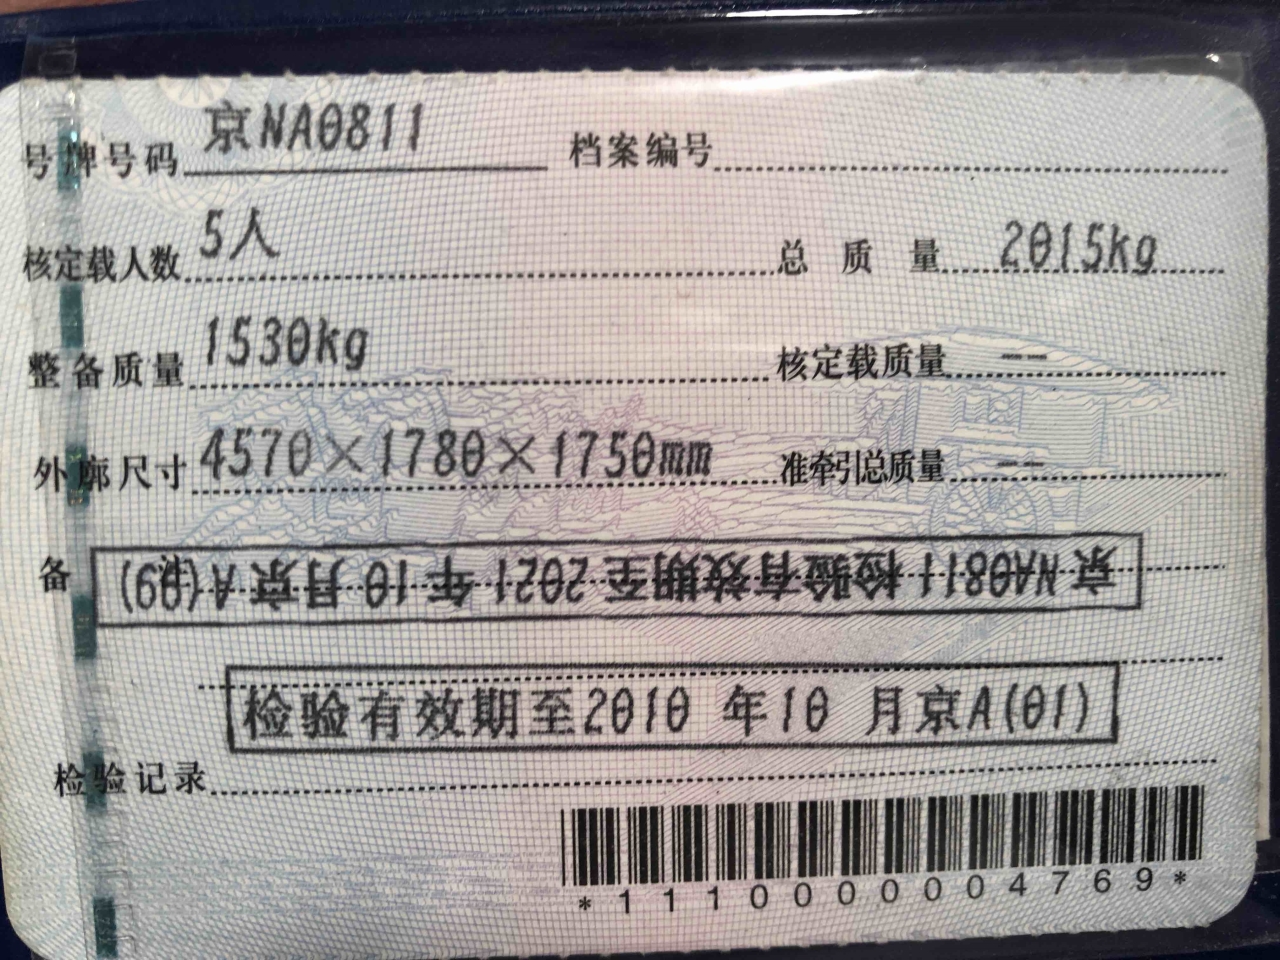 号牌号码 京NA0811 档案编号
核定载人数 5人 总质量 2015kg
整备质量 1530kg 核定载质量 ——
外廓尺寸 4570×1780×1750mm 准牵引总质量 ——
备注 京NA0811检验有效期至2021年10月京A(09)
检验有效期至2010 年10 月京A(01)
检验记录
*1110000004769*